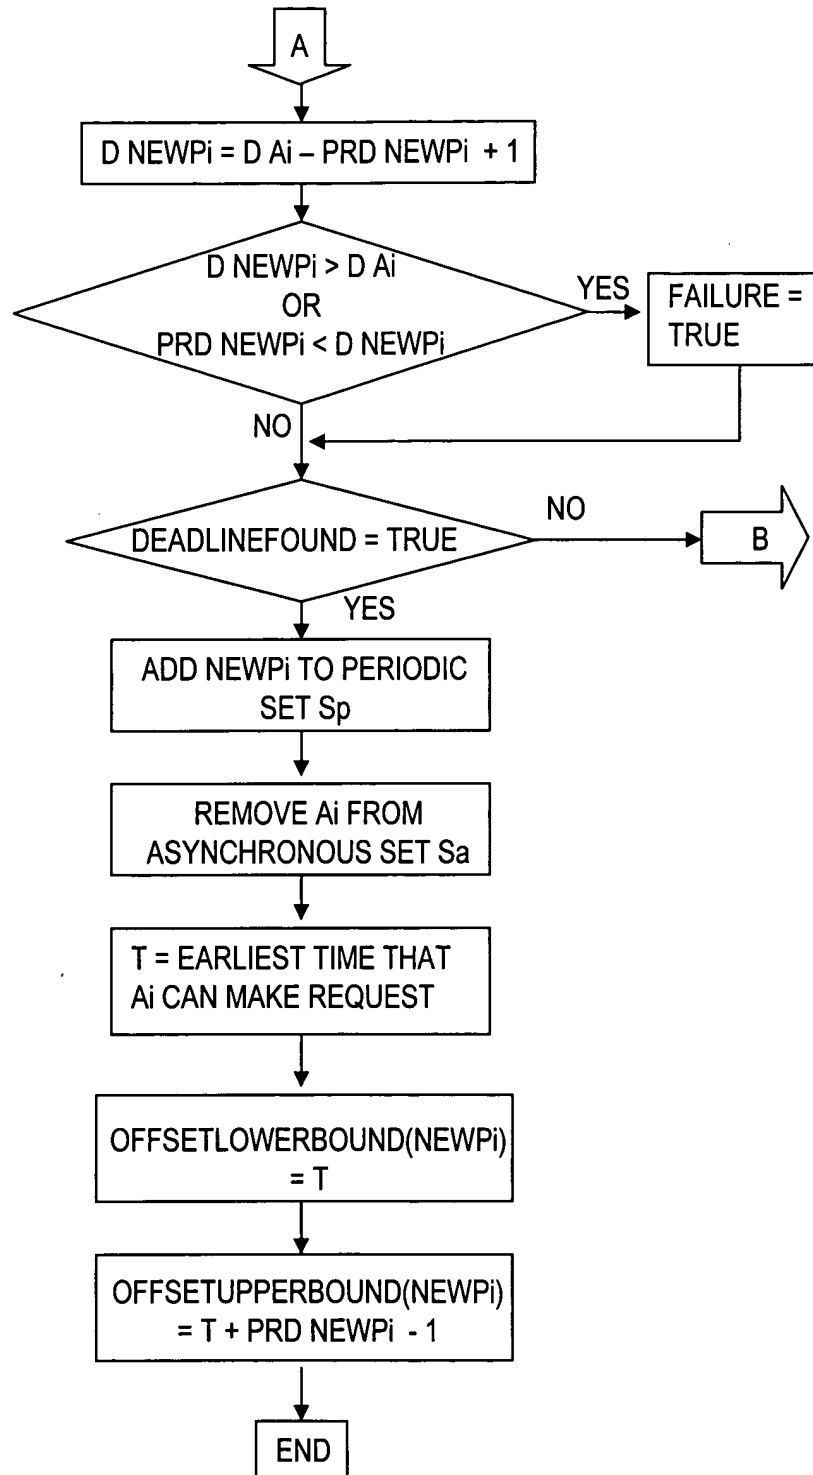 A
D NEWPi = D Ai – PRD NEWPi + 1
D NEWPi > D Ai
OR
PRD NEWPi < D NEWPi
YES
FAILURE =
TRUE
NO
DEADLINEFOUND = TRUE
NO
B
YES
ADD NEWPi TO PERIODIC
SET Sp
REMOVE Ai FROM
ASYNCHRONOUS SET Sa
T = EARLIEST TIME THAT
Ai CAN MAKE REQUEST
OFFSETLOWERBOUND(NEWPi)
= T
OFFSETUPPERBOUND(NEWPi)
= T + PRD NEWPi - 1
END